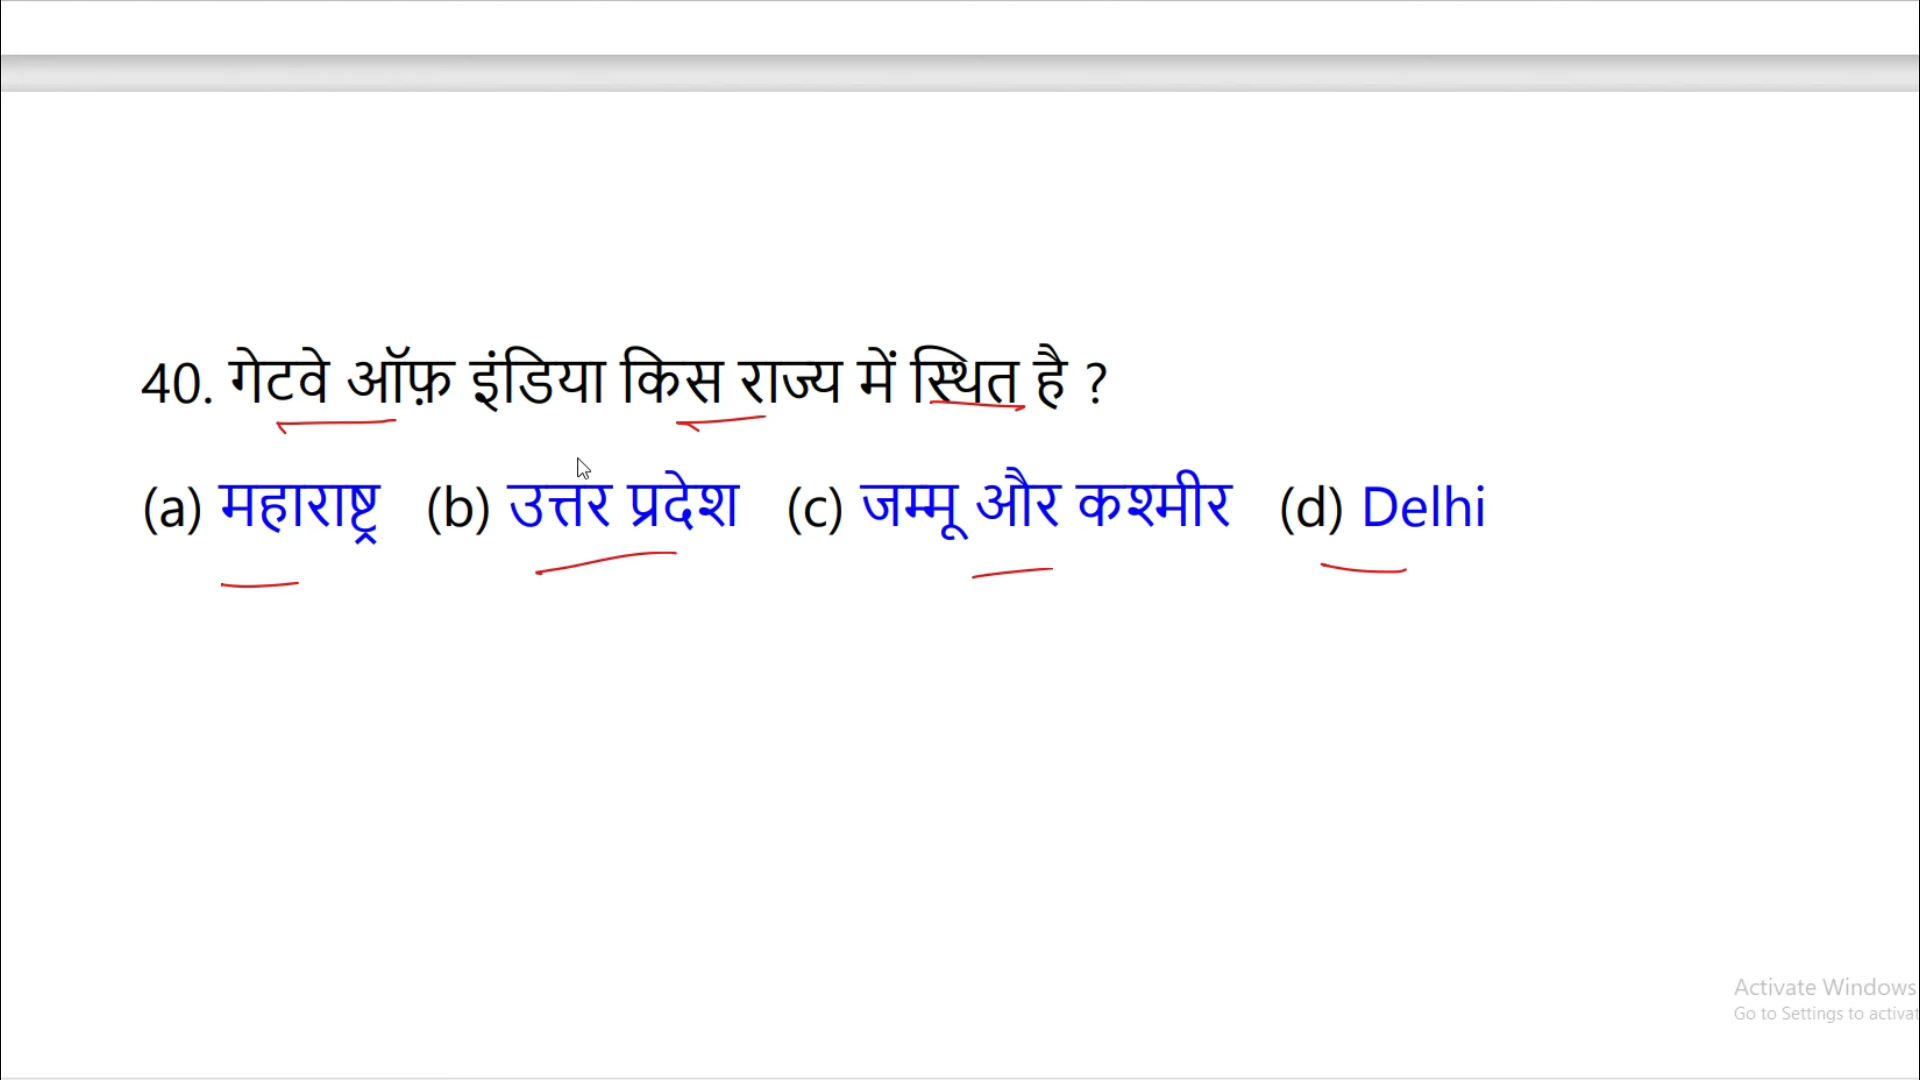 40. गेटवे ऑफ़ इंडिया किस राज्य में स्थित है ?
(a) महाराष्ट्र (b) उत्तर प्रदेश (c) जम्मू और कश्मीर (d) Delhi
Activate Windows
Go to Settings to activat